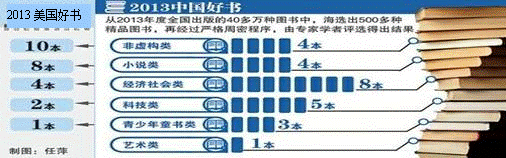 2013 美国好书
2013中国好书
从2013年度全国出版的40多万种图书中，海选出500多种
精品图书，再经过严格周密程序，由专家学者评选得出结果。
10本
非虚构类
4本
8本
小说类
4本
4本
经济社会类
8本
2本
科技类
5本
1本
青少年童书类
3本
艺术类
1本
制图：任萍